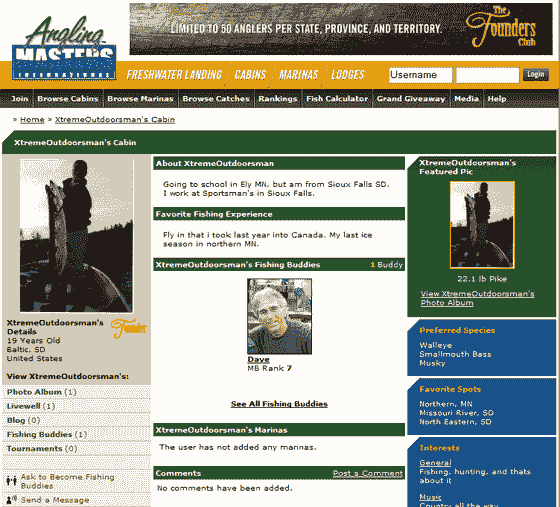 Angling
MASTERS
INTERNATIONAL
LIMITED TO 50 ANGLERS PER STATE, PROVINCE, AND TERRITORY.
The
Founders
Club
FRESHWATER LANDING
CABINS
MARINAS
LODGES
Username
Login
Join
Browse Cabins
Browse Marinas
Browse Catches
Rankings
Fish Calculator
Grand Giveaway
Media
Help
» Home » XtremeOutdoorsman's Cabin
XtremeOutdoorsman's Cabin
XtremeOutdoorsman's
Details
Founder
19 Years Old
Baltic, SD
United States
View XtremeOutdoorsman's:
Photo Album (1)
Livewell (1)
Blog (0)
Fishing Buddies (1)
Tournaments (0)
Ask to Become Fishing
Buddies
Send a Message
About XtremeOutdoorsman
Going to school in Ely MN, but am from Sioux Falls SD.
I work at Sportsman's in Sioux Falls.
Favorite Fishing Experience
Fly in that i took last year into Canada. My last ice
season in northern MN.
XtremeOutdoorsman's Fishing Buddies
1 Buddy
Dave
MB Rank 7
See All Fishing Buddies
XtremeOutdoorsman's Marinas
The user has not added any marinas.
Comments
Post a Comment
No comments have been added.
XtremeOutdoorsman's
Featured Pic
22.1 lb Pike
View XtremeOutdoorsman's
Photo Album
Preferred Species
Walleye
Smallmouth Bass
Musky
Favorite Spots
Northern, MN
Missouri River, SD
North Eastern, SD
Interests
General
Fishing, hunting, and thats
about it
Music
Country all the way